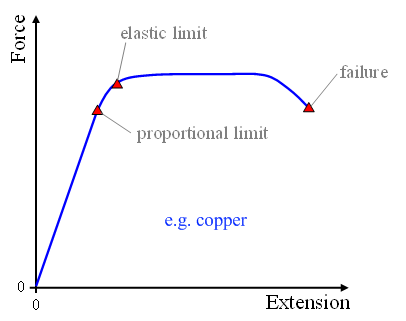 Force
elastic limit
failure
proportional limit
e.g. copper
0
0
Extension